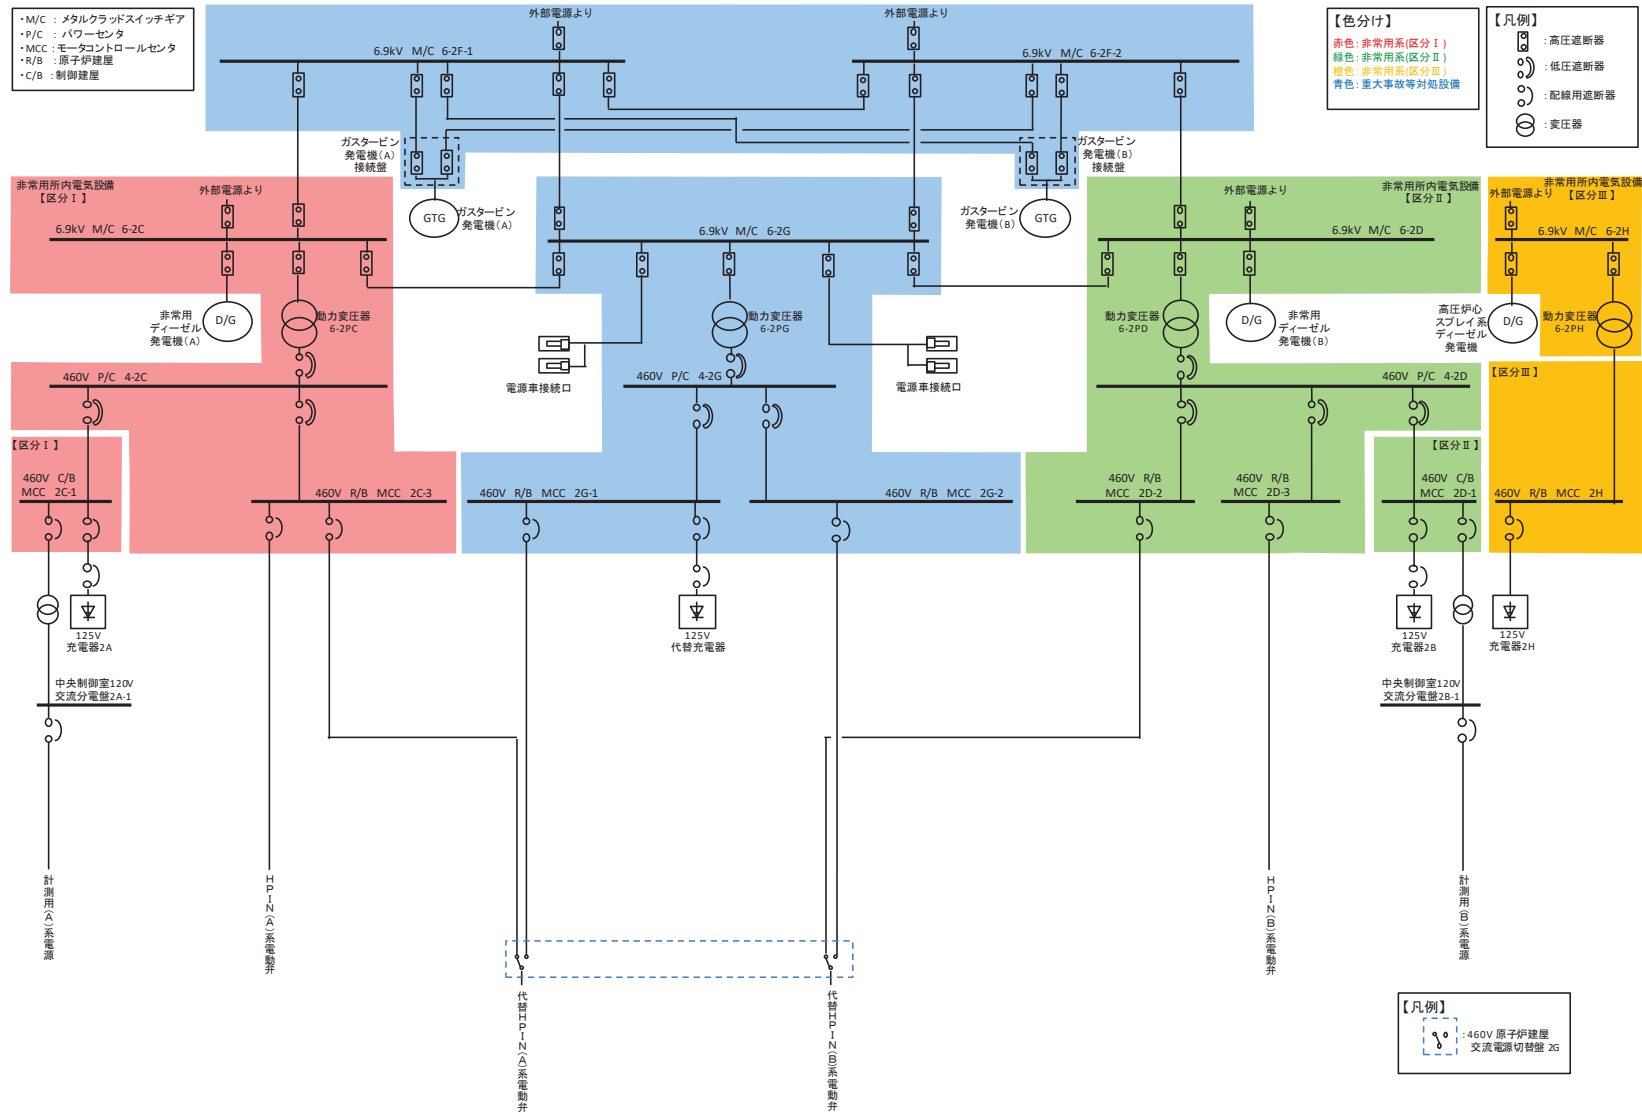 ・M/C ： メタルクラッドスイッチギア
・P/C ： パワーセンタ
・MCC ：モータコントロールセンタ
・R/B ：原子炉建屋
・C/B ：制御建屋
外部電源より
外部電源より
6.9kV M/C 6-2F-1
6.9kV M/C 6-2F-2
【色分け】
赤色：非常用系(区分Ⅰ)
緑色：非常用系(区分Ⅱ)
橙色：非常用系(区分Ⅲ)
青色：重大事故等対処設備
【凡例】
：高圧遮断器
：低圧遮断器
：配線用遮断器
：変圧器
ガスタービン
発電機(A)
接続盤
ガスタービン
発電機(B)
接続盤
非常用所内電気設備
【区分Ⅰ】
外部電源より
6.9kV M/C 6-2C
GTG
ガスタービン
発電機(A)
6.9kV M/C 6-2G
ガスタービン
発電機(B)
GTG
外部電源より
非常用所内電気設備
【区分Ⅱ】
6.9kV M/C 6-2D
非常用所内電気設備
【区分Ⅲ】
外部電源より
6.9kV M/C 6-2H
非常用
ディーゼル
発電機(A)
D/G
動力変圧器
6-2PC
動力変圧器
6-2PG
動力変圧器
6-2PD
D/G
非常用
ディーゼル
発電機(B)
高圧炉心
スプレイ系
ディーゼル
発電機
D/G
動力変圧器
6-2PH
460V P/C 4-2C
電源車接続口
460V P/C 4-2G
電源車接続口
460V P/C 4-2D
【区分Ⅲ】
【区分Ⅰ】
460V C/B
MCC 2C-1
460V R/B MCC 2C-3
460V R/B MCC 2G-1
460V R/B MCC 2G-2
460V R/B
MCC 2D-2
460V R/B
MCC 2D-3
【区分Ⅱ】
460V C/B
MCC 2D-1
460V R/B MCC 2H
125V
充電器2A
125V
代替充電器
125V
充電器2B
125V
充電器2H
中央制御室120V
交流分電盤2A-1
中央制御室120V
交流分電盤2B-1
計測用(A)系電源
HPIN(A)系電動弁
代替HPIN(A)系電動弁
代替HPIN(B)系電動弁
HPIN(B)系電動弁
計測用(B)系電源
【凡例】
：460V 原子炉建屋
交流電源切替盤 2G